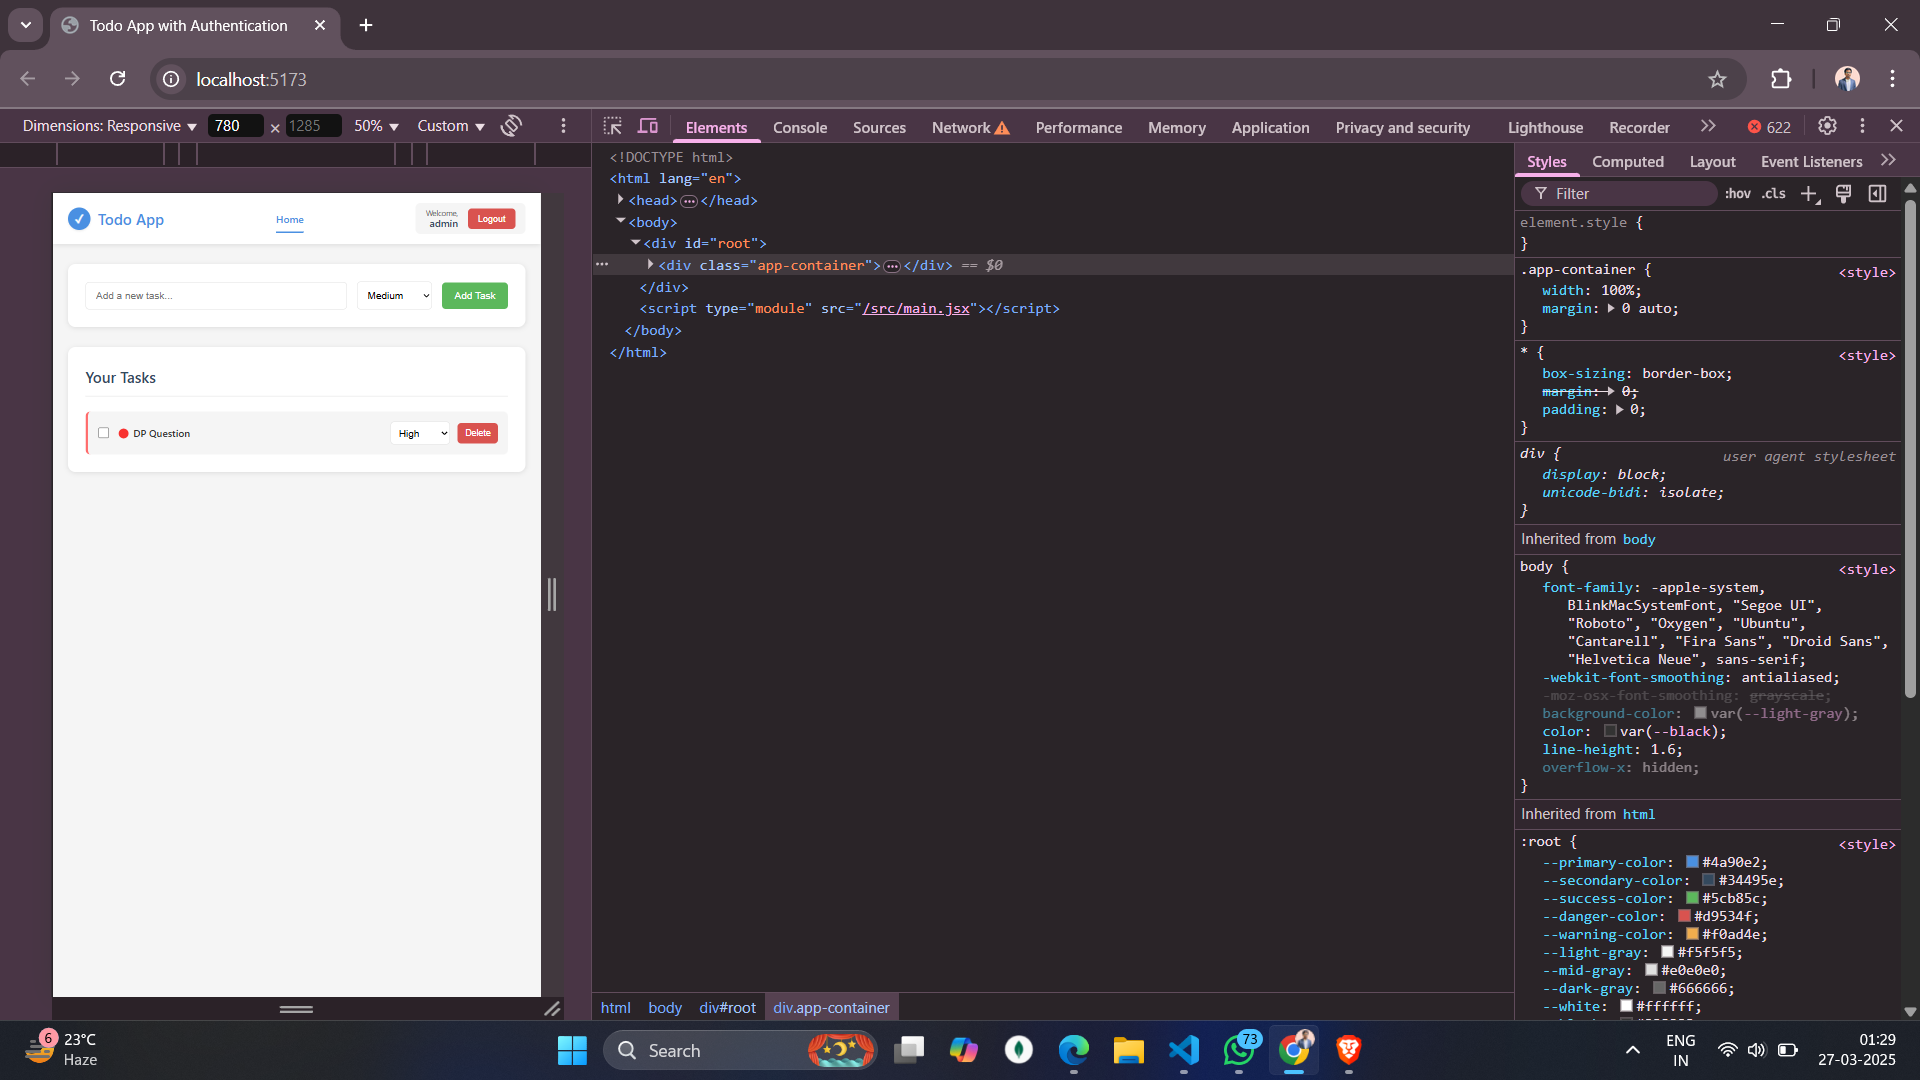 Todo App with Authentication
localhost:5173
Dimensions: Responsive 780 × 1285 50% Custom
Elements Console Sources Network Performance Memory Application Privacy and security Lighthouse Recorder 622
Todo App
Home
Welcome,
admin
Logout
Add a new task...
Medium
Add Task
Your Tasks
DP Question
High
Delete
<!DOCTYPE html>
<html lang="en">
<head> … </head>
<body>
<div id="root">
<div class="app-container"> … </div> == $0
</div>
<script type="module" src="/src/main.jsx"></script>
</body>
</html>
html body div#root div.app-container
Styles Computed Layout Event Listeners
Filter :hov .cls
element.style {
}
.app-container { <style>
width: 100%;
margin: 0 auto;
}
* { <style>
box-sizing: border-box;
margin: 0;
padding: 0;
}
div { user agent stylesheet
display: block;
unicode-bidi: isolate;
}
Inherited from body
body { <style>
font-family: -apple-system,
BlinkMacSystemFont, "Segoe UI",
"Roboto", "Oxygen", "Ubuntu",
"Cantarell", "Fira Sans", "Droid Sans",
"Helvetica Neue", sans-serif;
-webkit-font-smoothing: antialiased;
-moz-osx-font-smoothing: grayscale;
background-color: var(--light-gray);
color: var(--black);
line-height: 1.6;
overflow-x: hidden;
}
Inherited from html
:root { <style>
--primary-color: #4a90e2;
--secondary-color: #34495e;
--success-color: #5cb85c;
--danger-color: #d9534f;
--warning-color: #f0ad4e;
--light-gray: #f5f5f5;
--mid-gray: #e0e0e0;
--dark-gray: #666666;
--white: #ffffff;
6
23°C
Haze
Search
73
ENG
IN
01:29
27-03-2025